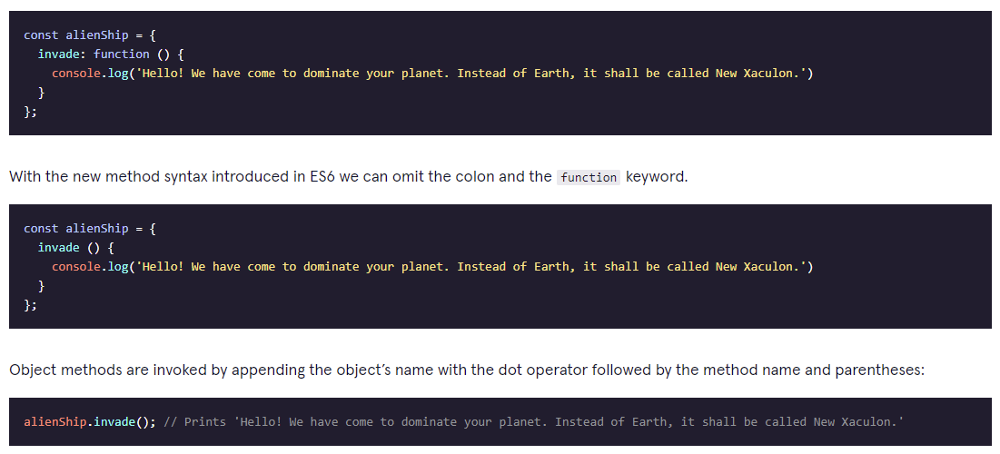 const alienShip = {
  invade: function () {
    console.log('Hello! We have come to dominate your planet. Instead of Earth, it shall be called New Xaculon.')
  }
};
With the new method syntax introduced in ES6 we can omit the colon and the function keyword.
const alienShip = {
  invade () {
    console.log('Hello! We have come to dominate your planet. Instead of Earth, it shall be called New Xaculon.')
  }
};
Object methods are invoked by appending the object’s name with the dot operator followed by the method name and parentheses:
alienShip.invade(); // Prints 'Hello! We have come to dominate your planet. Instead of Earth, it shall be called New Xaculon.'